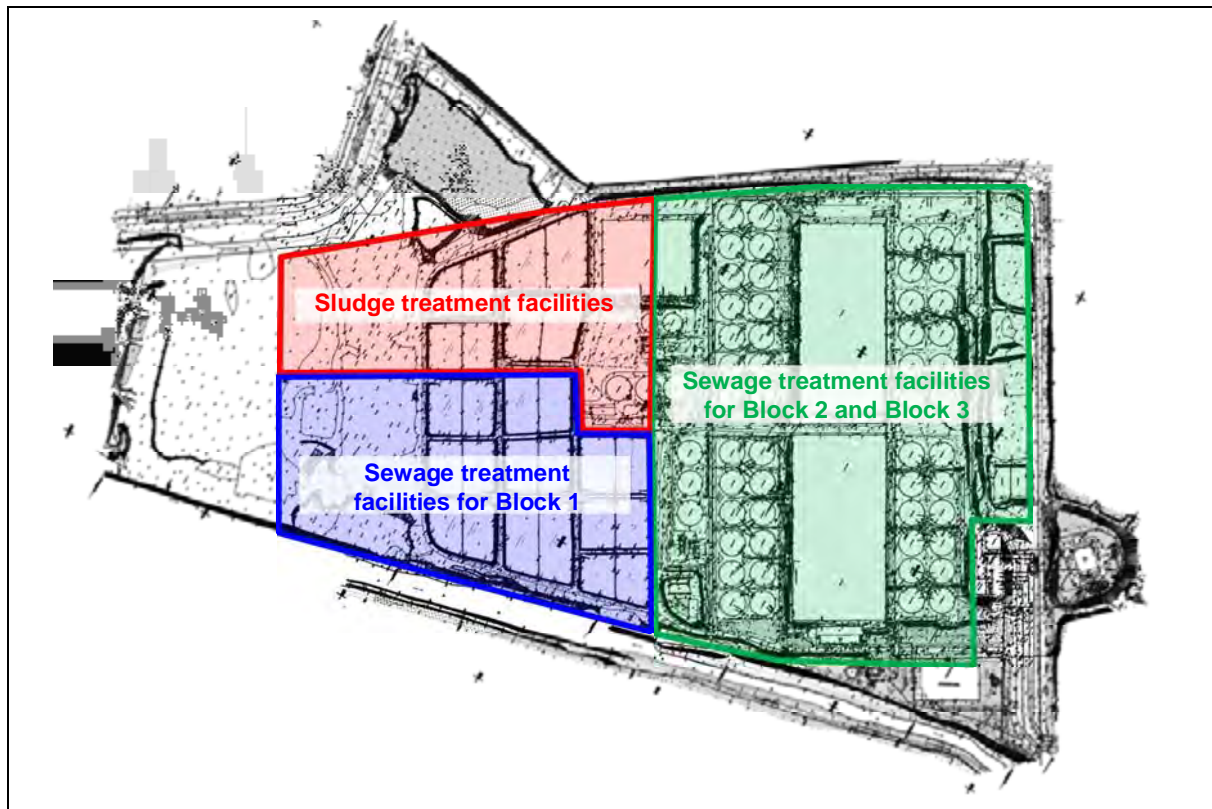 Sludge treatment facilities
Sewage treatment facilities
for Block 2 and Block 3
Sewage treatment
facilities for Block 1